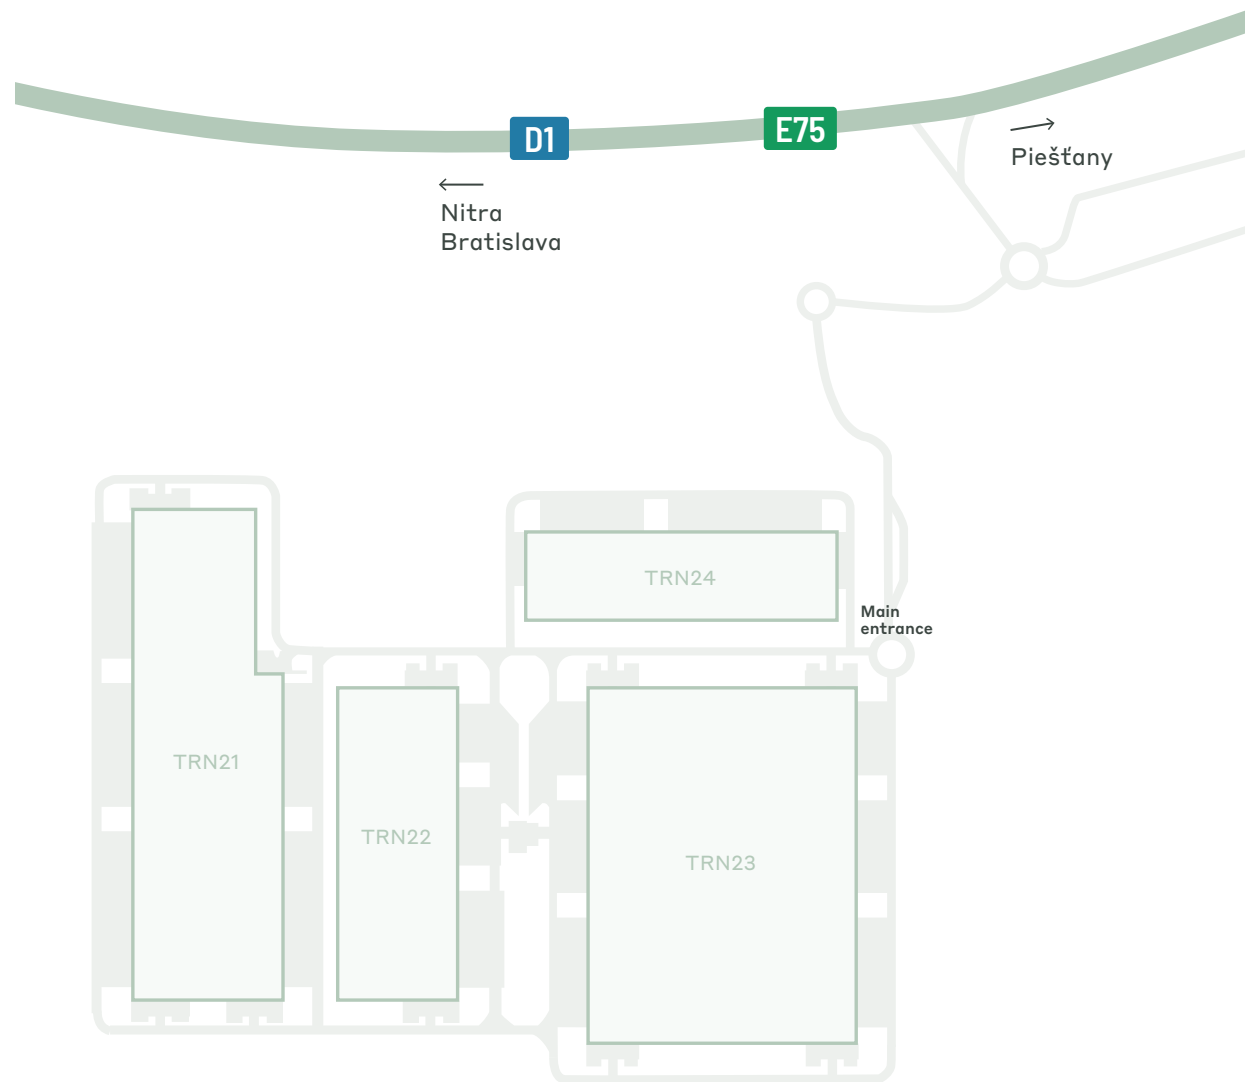 D1
E75
Piešťany
Nitra
Bratislava
TRN24
Main
entrance
TRN21
TRN22
TRN23